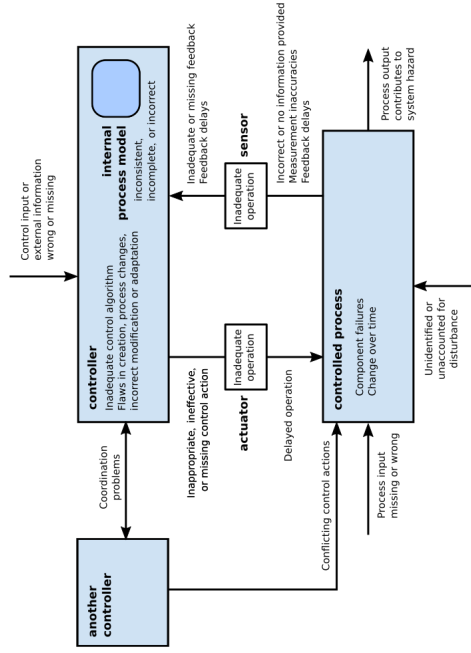 Control input or
external information
wrong or missing
controller
Inadequate control algorithm
Flaws in creation, process changes,
incorrect modification or adaptation
internal
process model
inconsistent,
incomplete, or incorrect
another
controller
Coordination
problems
Inappropriate, ineffective,
or missing control action
actuator
Inadequate
operation
Delayed operation
Inadequate or missing feedback
Feedback delays
sensor
Inadequate
operation
Incorrect or no information provided
Measurement inaccuracies
Feedback delays
Conflicting control actions
controlled process
Component failures
Change over time
Process input
missing or wrong
Unidentified or
unaccounted for
disturbance
Process output
contributes to
system hazard